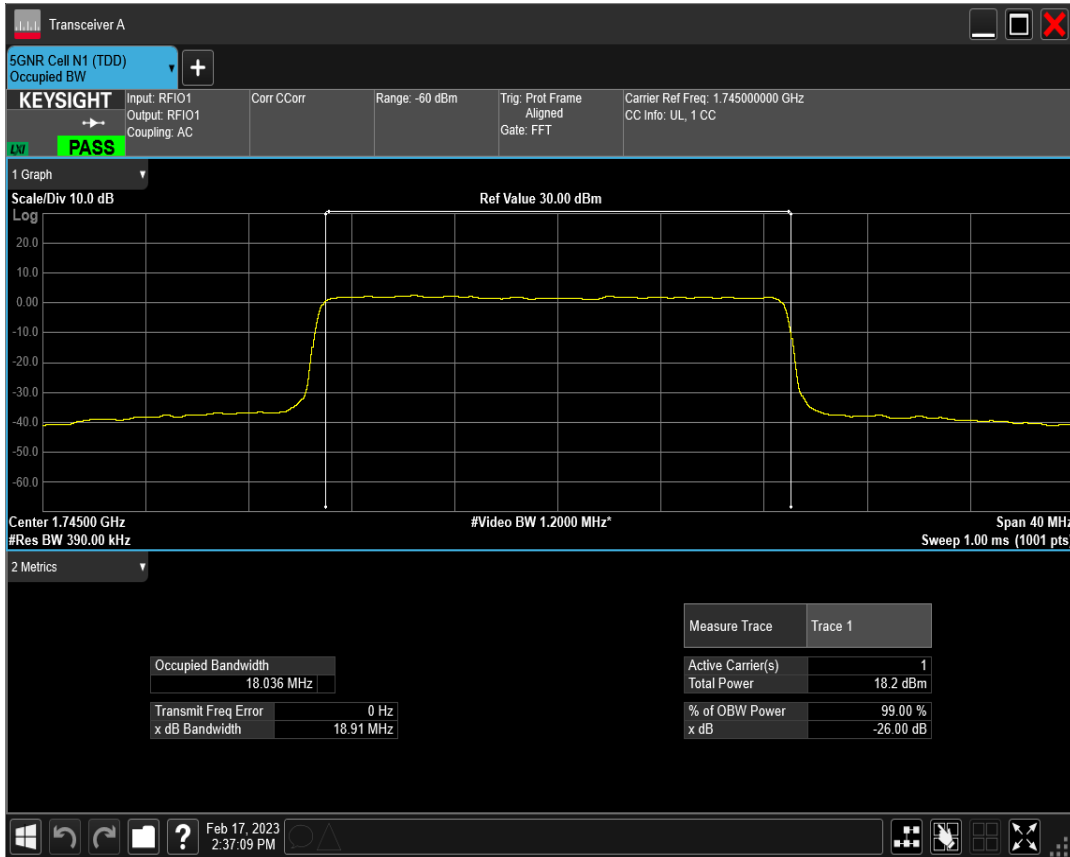 Transceiver A
5GNR Cell N1 (TDD)
Occupied BW
+
KEYSIGHT
LXI
PASS
Input: RFIO1
Output: RFIO1
Coupling: AC
Corr CCorr
Range: -60 dBm
Trig: Prot Frame
Aligned
Gate: FFT
Carrier Ref Freq: 1.745000000 GHz
CC Info: UL, 1 CC
1 Graph
Scale/Div 10.0 dB
Ref Value 30.00 dBm
Log
20.0
10.0
0.00
-10.0
-20.0
-30.0
-40.0
-50.0
-60.0
Center 1.74500 GHz
#Video BW 1.2000 MHz*
Span 40 MHz
#Res BW 390.00 kHz
Sweep 1.00 ms (1001 pts)
2 Metrics
Measure Trace Trace 1
Occupied Bandwidth
18.036 MHz
Active Carrier(s) 1
Total Power 18.2 dBm
Transmit Freq Error 0 Hz
x dB Bandwidth 18.91 MHz
% of OBW Power 99.00 %
x dB -26.00 dB
?
Feb 17, 2023
2:37:09 PM